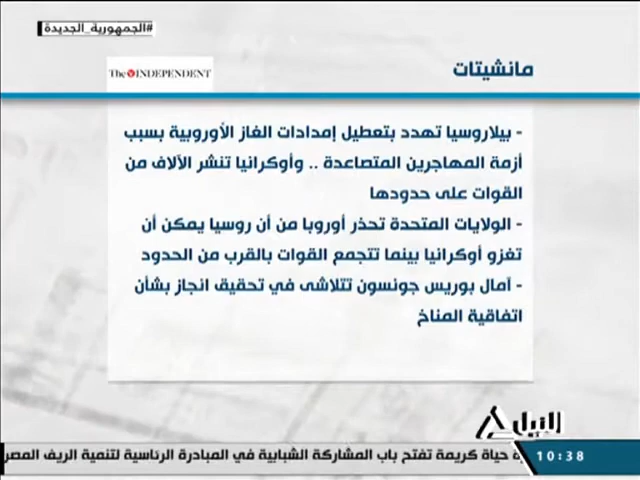 #الجمهورية_الجديدة
The INDEPENDENT
مانشيتات
- بيلاروسيا تهدد بتعطيل إمدادات الغاز الأوروبية بسبب
أزمة المهاجرين المتصاعدة .. وأوكرانيا تنشر الآلاف من
القوات على حدودها
- الولايات المتحدة تحذر أوروبا من أن روسيا يمكن أن
تغزو أوكرانيا بينما تتجمع القوات بالقرب من الحدود
- آمال بوريس جونسون تتلاشى في تحقيق انجاز بشأن
اتفاقية المناخ
النيل
حياة كريمة تفتح باب المشاركة الشبابية في المبادرة الرئاسية لتنمية الريف
10:38